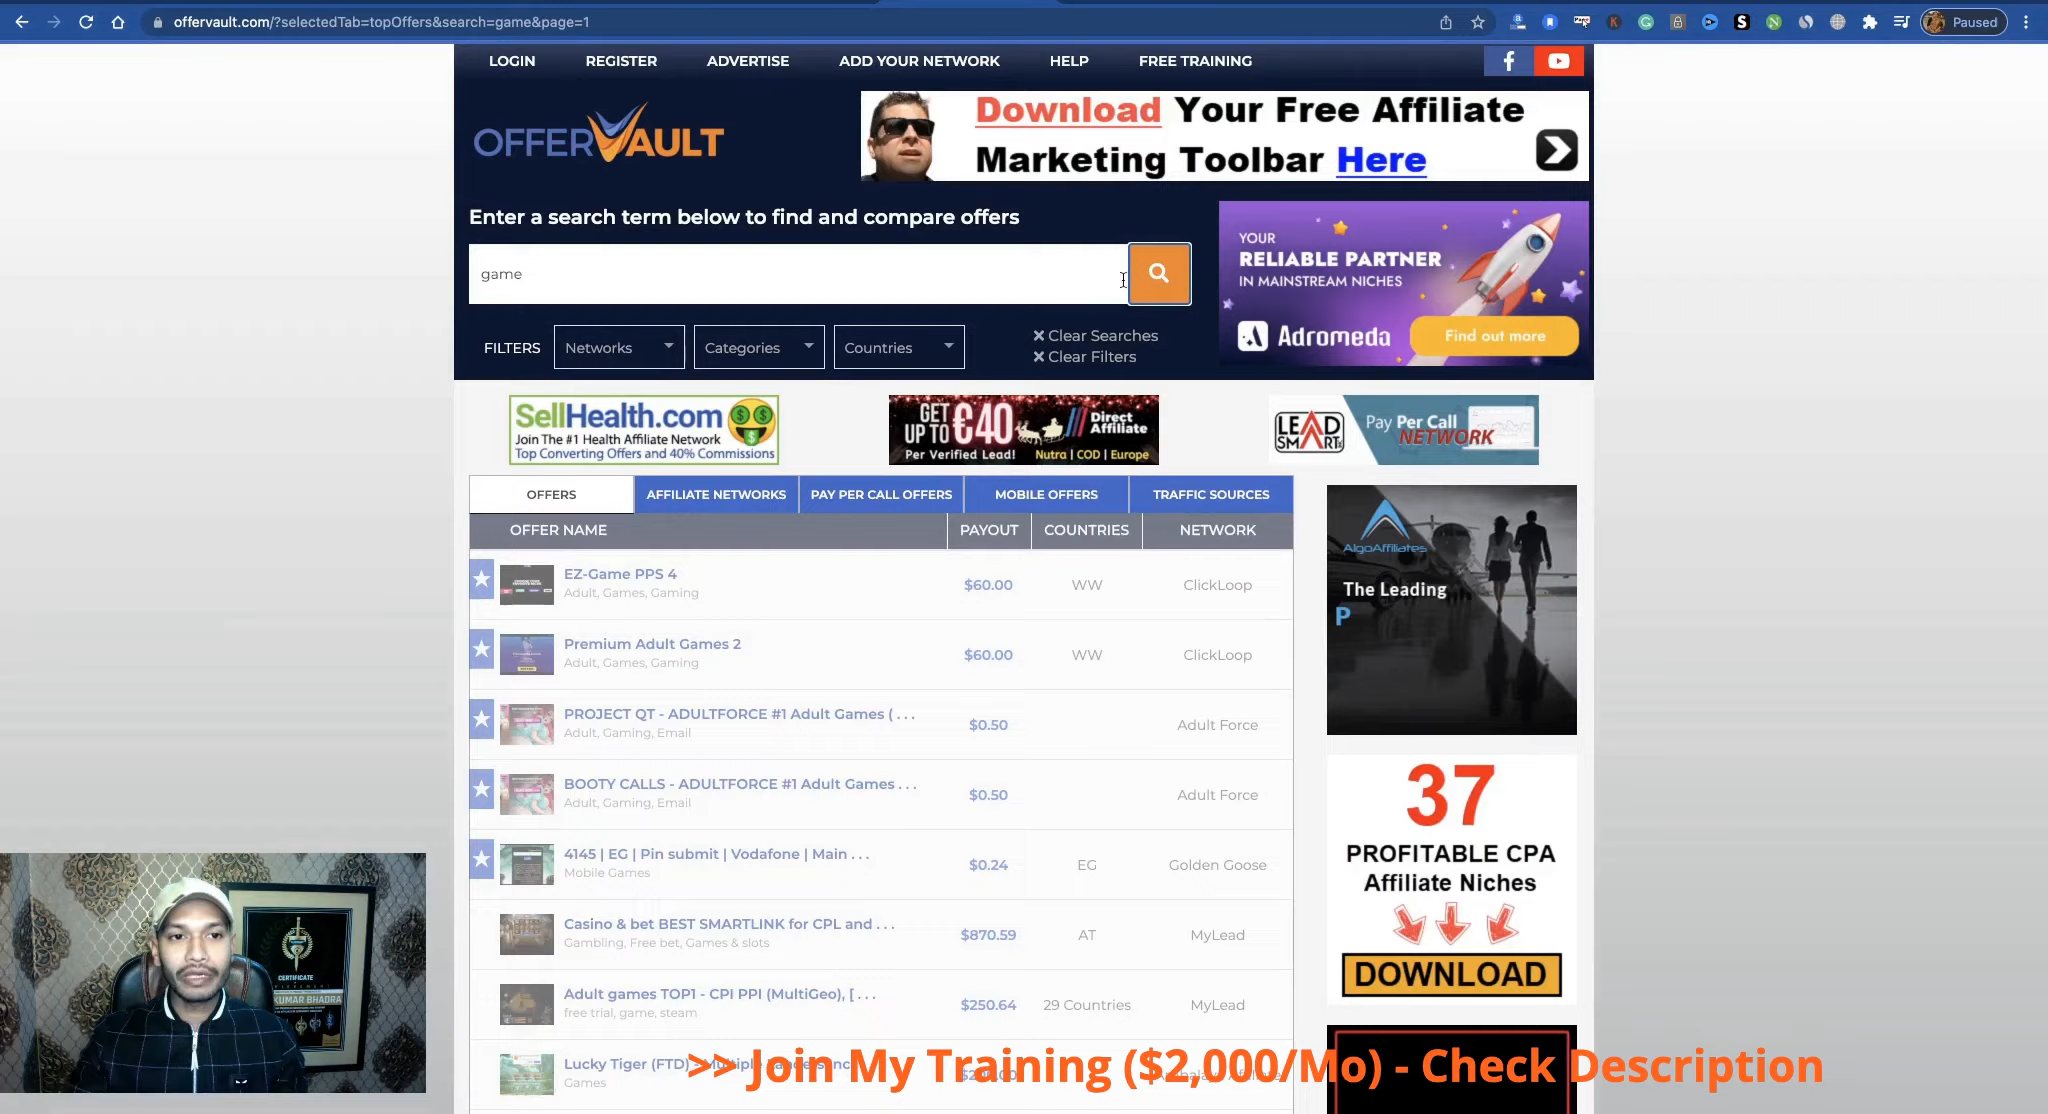 offervault.com/?selectedTab=topOffers&search=game&page=1
Paused
LOGIN
REGISTER
ADVERTISE
ADD YOUR NETWORK
HELP
FREE TRAINING
OFFERVAULT
Download Your Free Affiliate
Marketing Toolbar Here
Enter a search term below to find and compare offers
game
FILTERS
Networks
Categories
Countries
Clear Searches
Clear Filters
YOUR
RELIABLE PARTNER
IN MAINSTREAM NICHES
Adromeda
Find out more
SellHealth.com
Join The #1 Health Affiliate Network
Top Converting Offers and 40% Commissions
GET
UP TO €40
Per Verified Lead!
Direct
Affiliate
Nutra | COD | Europe
LEAD
SMART
Pay Per Call
NETWORK
OFFERS
AFFILIATE NETWORKS
PAY PER CALL OFFERS
MOBILE OFFERS
TRAFFIC SOURCES
OFFER NAME
PAYOUT
COUNTRIES
NETWORK
EZ-Game PPS 4
Adult, Games, Gaming
$60.00
WW
ClickLoop
Premium Adult Games 2
Adult, Games, Gaming
$60.00
WW
ClickLoop
PROJECT QT - ADULTFORCE #1 Adult Games ( . . .
Adult, Gaming, Email
$0.50
Adult Force
BOOTY CALLS - ADULTFORCE #1 Adult Games . . .
Adult, Gaming, Email
$0.50
Adult Force
4145 | EG | Pin submit | Vodafone | Main . . .
Mobile Games
$0.24
EG
Golden Goose
Casino & bet BEST SMARTLINK for CPL and . . .
Gambling, Free bet, Games & slots
$870.59
AT
MyLead
Adult games TOP1 - CPI PPI (MultiGeo), [ . . .
free trial, game, steam
$250.64
29 Countries
MyLead
Lucky Tiger (FTD)
Games
AlgoAffiliates
The Leading
P
37
PROFITABLE CPA
Affiliate Niches
DOWNLOAD
CERTIFICATE
KUMAR BHADRA
>> Join My Training ($2,000/Mo) - Check Description